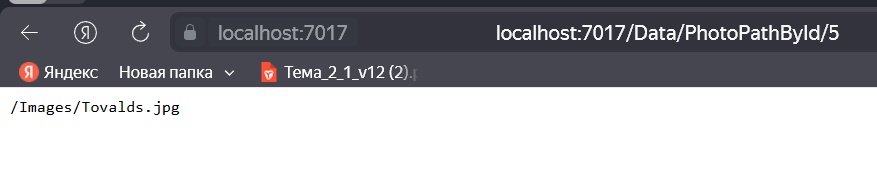 Я localhost:7017 localhost:7017/Data/PhotoPathById/5
Я Яндекс Новая папка Тема_2_1_v12 (2).p
/Images/Tovalds.jpg